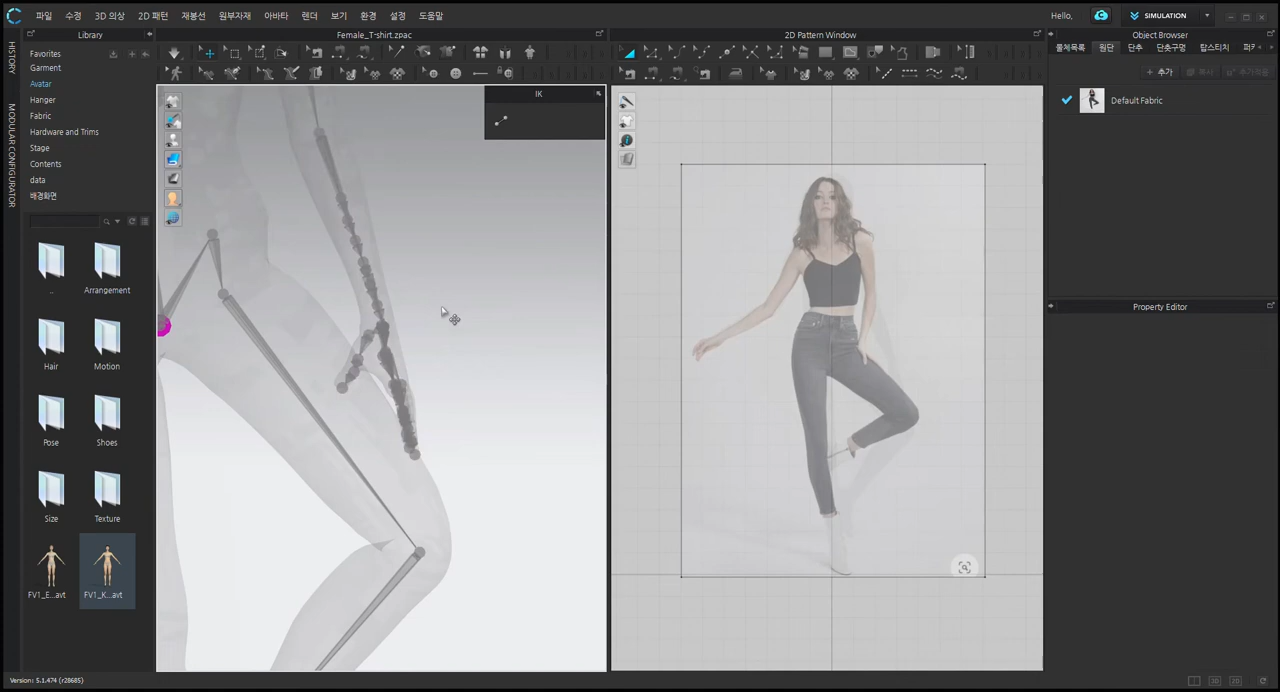 파일 수정 3D 의상 2D 패턴 재봉선 원부자재 아바타 렌더 보기 환경 설정 도움말 Hello, SIMULATION
Library Female_T-shirt.zpac 2D Pattern Window Object Browser
HISTORY
MODULAR CONFIGURATOR
Favorites
Garment
Avatar
Hanger
Fabric
Hardware and Trims
Stage
Contents
data
배경화면
..
Arrangement
Hair
Motion
Pose
Shoes
Size
Texture
FV1_E...avt
FV1_K...avt
IK
물체목록 원단 단추 단춧구멍 탑스티치
+ 추가 복사
Default Fabric
Property Editor
Version: 5.1.474 (r28685)
3D 2D